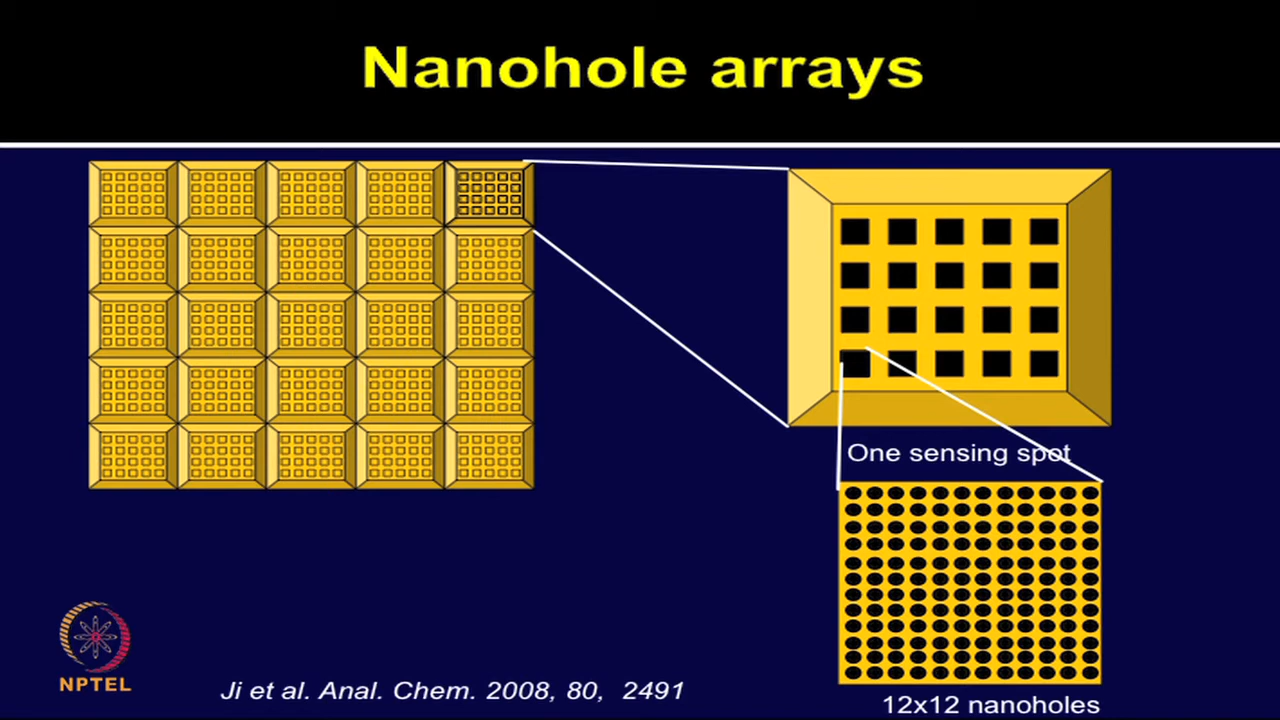 Nanohole arrays
One sensing spot
NPTEL
Ji et al. Anal. Chem. 2008, 80, 2491
12x12 nanoholes